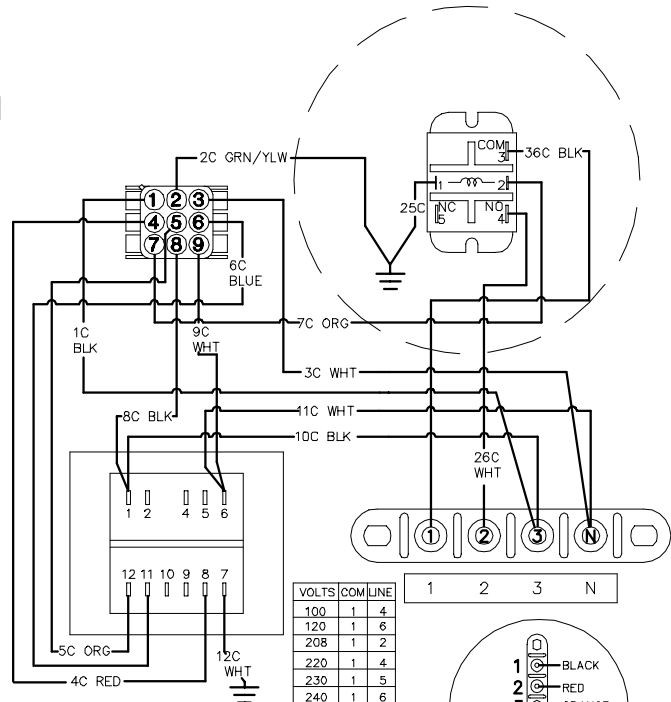 COM
3
36C BLK
2C GRN/YLW
1 2
25C
NC NO
5 4
1 2 3
4 5 6
7 8 9
6C
BLUE
7C ORG
1C
BLK
9C
WHT
3C WHT
8C BLK
11C WHT
10C BLK
26C
WHT
1 2 4 5 6
1 2 3 N
12 11 10 9 8 7
1 2 3 N
VOLTS COM LINE
100 1 4
120 1 6
208 1 2
220 1 4
230 1 5
240 1 6
5C ORG
12C
WHT
4C RED
1 BLACK
2 RED